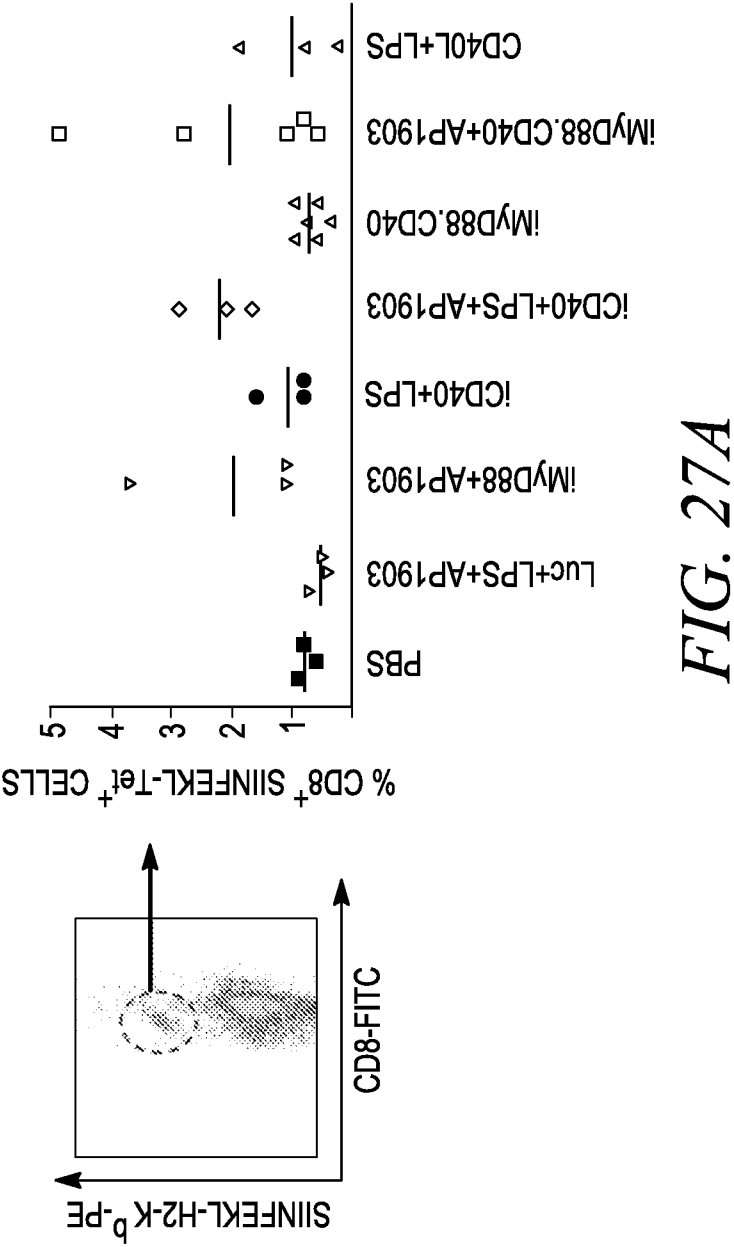 SIINFEKL-H2-K b-PE
CD8-FITC
% CD8+ SIINFEKL-Tet+ CELLS
5
4
3
2
1
PBS
Luc+LPS+AP1903
iMyD88+AP1903
iCD40+LPS
iCD40+LPS+AP1903
iMyD88.CD40
iMyD88.CD40+AP1903
CD40L+LPS
FIG. 27A